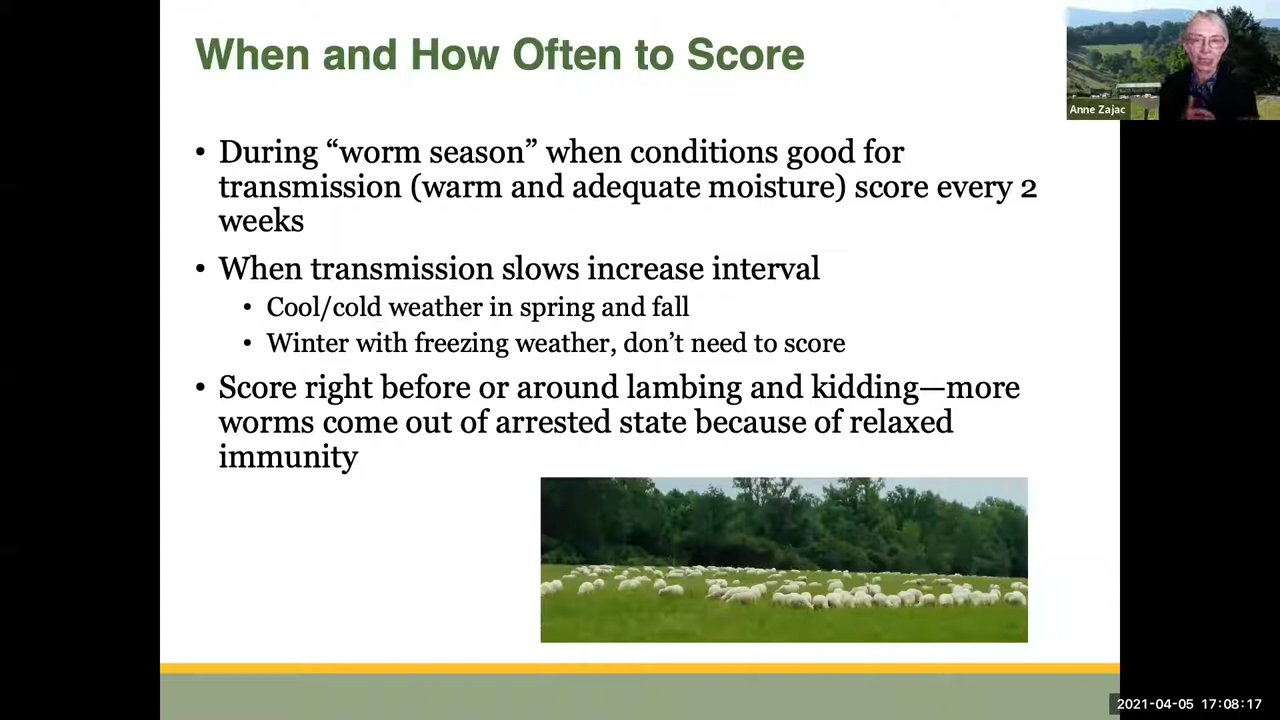 When and How Often to Score
Anne Zajac
• During “worm season” when conditions good for
transmission (warm and adequate moisture) score every 2
weeks
• When transmission slows increase interval
• Cool/cold weather in spring and fall
• Winter with freezing weather, don’t need to score
• Score right before or around lambing and kidding—more
worms come out of arrested state because of relaxed
immunity
2021-04-05 17:08:17